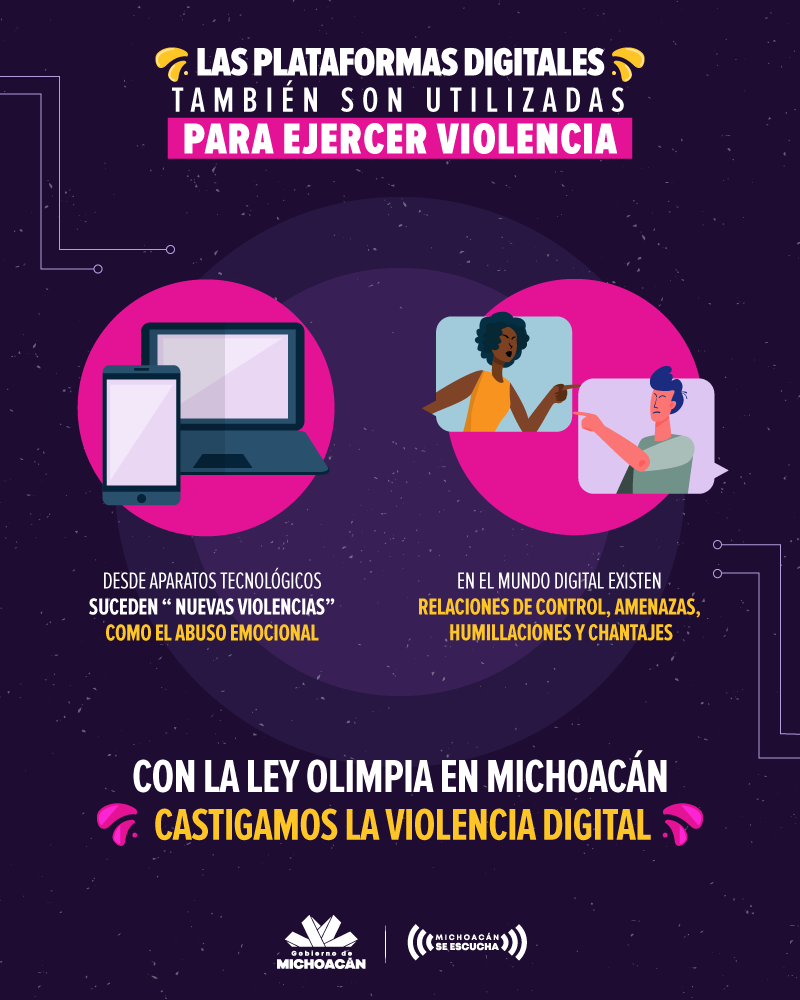 LAS PLATAFORMAS DIGITALES
TAMBIÉN SON UTILIZADAS
PARA EJERCER VIOLENCIA
DESDE APARATOS TECNOLÓGICOS
SUCEDEN “ NUEVAS VIOLENCIAS”
COMO EL ABUSO EMOCIONAL
EN EL MUNDO DIGITAL EXISTEN
RELACIONES DE CONTROL, AMENAZAS,
HUMILLACIONES Y CHANTAJES
CON LA LEY OLIMPIA EN MICHOACÁN
CASTIGAMOS LA VIOLENCIA DIGITAL
Gobierno de
MICHOACÁN
MICHOACÁN
SE ESCUCHA